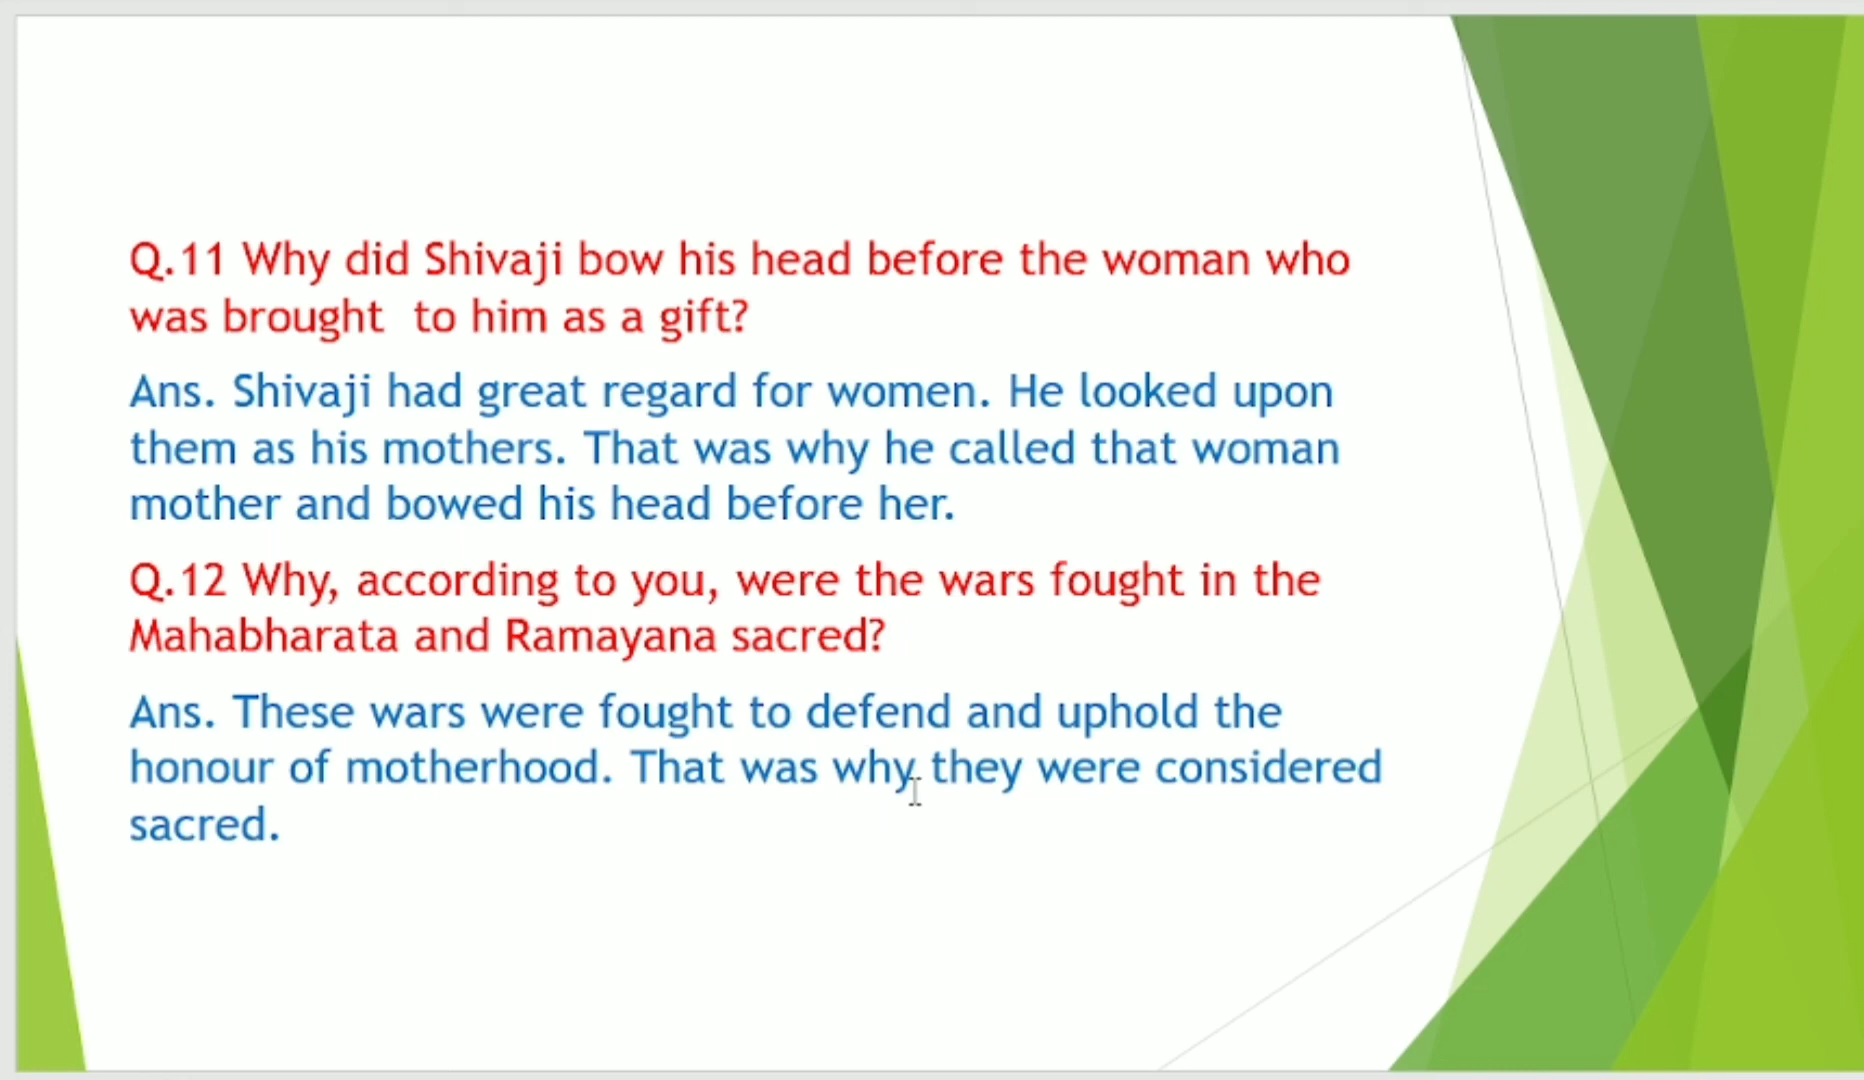 Q.11 Why did Shivaji bow his head before the woman who
was brought  to him as a gift?
Ans. Shivaji had great regard for women. He looked upon
them as his mothers. That was why he called that woman
mother and bowed his head before her.
Q.12 Why, according to you, were the wars fought in the
Mahabharata and Ramayana sacred?
Ans. These wars were fought to defend and uphold the
honour of motherhood. That was why they were considered
sacred.